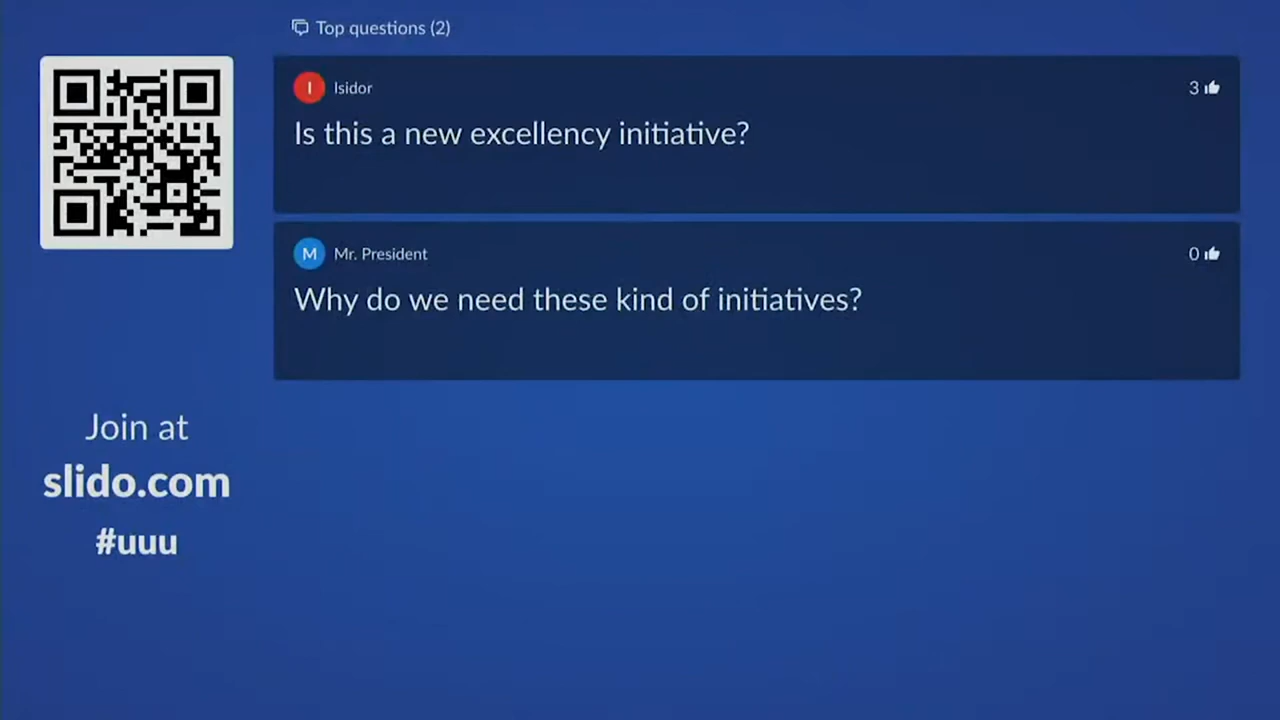 Top questions (2)
I Isidor 3
Is this a new excellency initiative?
M Mr. President 0
Why do we need these kind of initiatives?
Join at
slido.com
#uuu